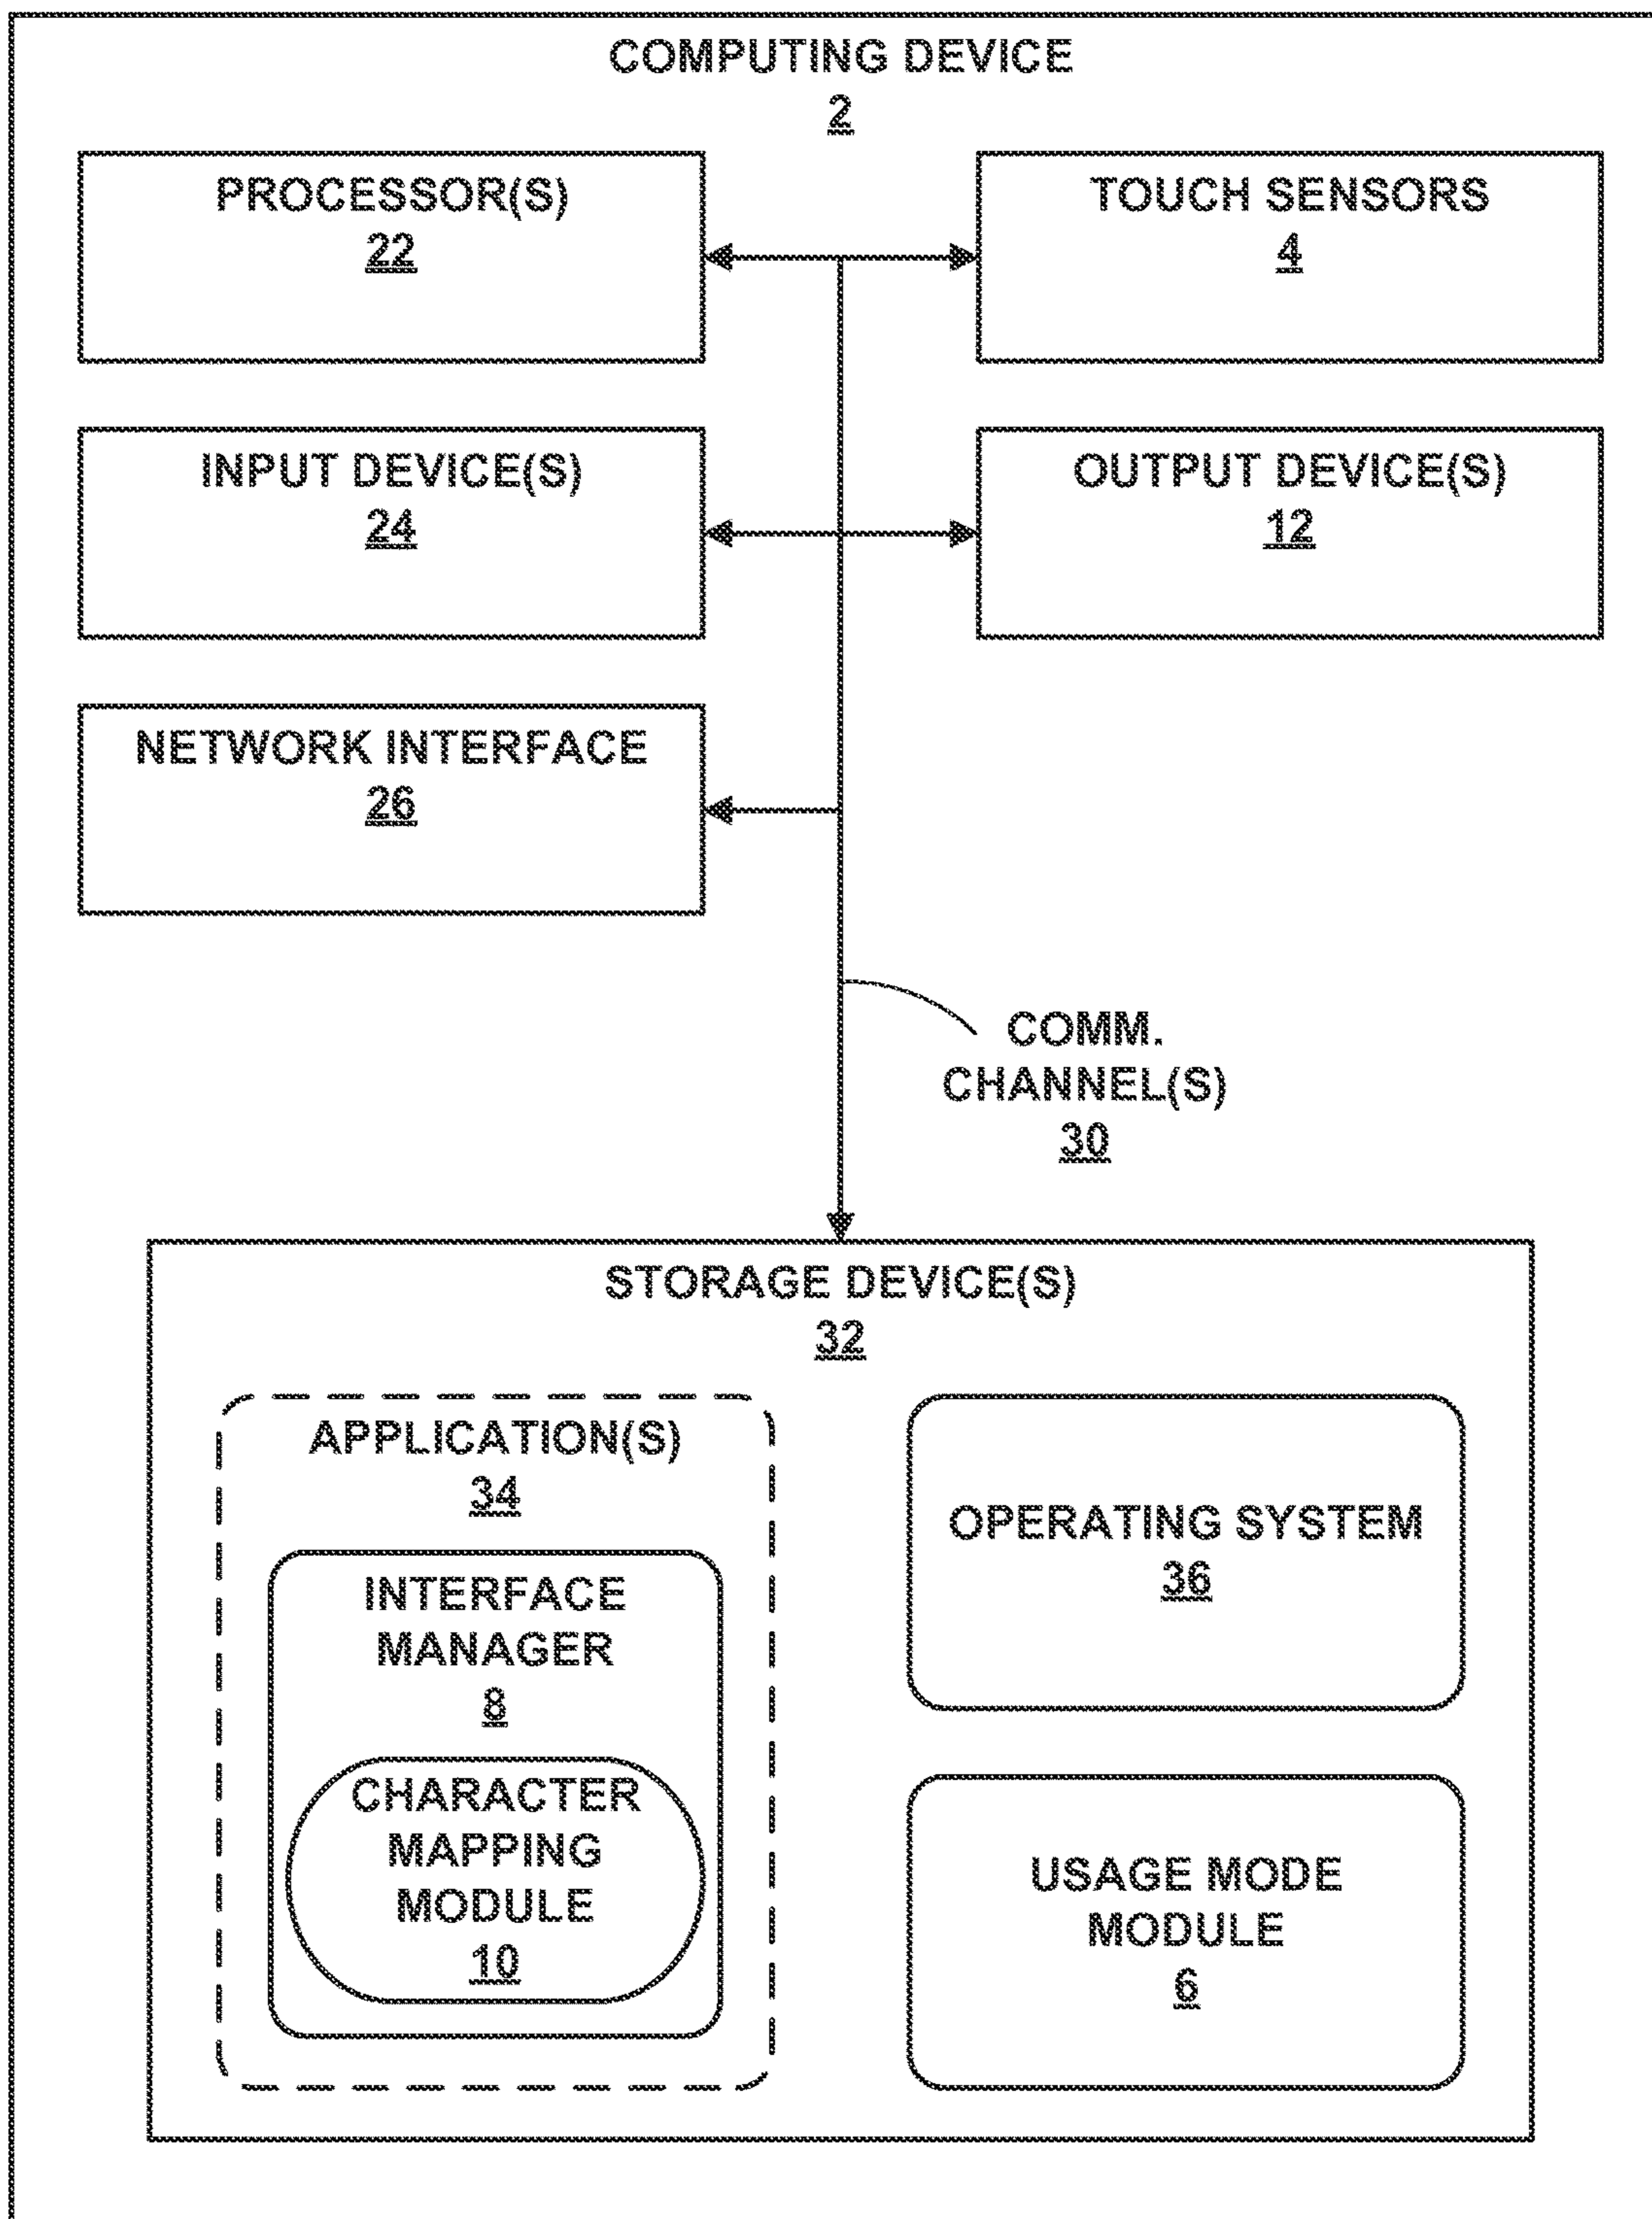 COMPUTING DEVICE
2
PROCESSOR(S)
22
TOUCH SENSORS
4
INPUT DEVICE(S)
24
OUTPUT DEVICE(S)
12
NETWORK INTERFACE
26
COMM.
CHANNEL(S)
30
STORAGE DEVICE(S)
32
APPLICATION(S)
34
INTERFACE
MANAGER
8
CHARACTER
MAPPING
MODULE
10
OPERATING SYSTEM
36
USAGE MODE
MODULE
6